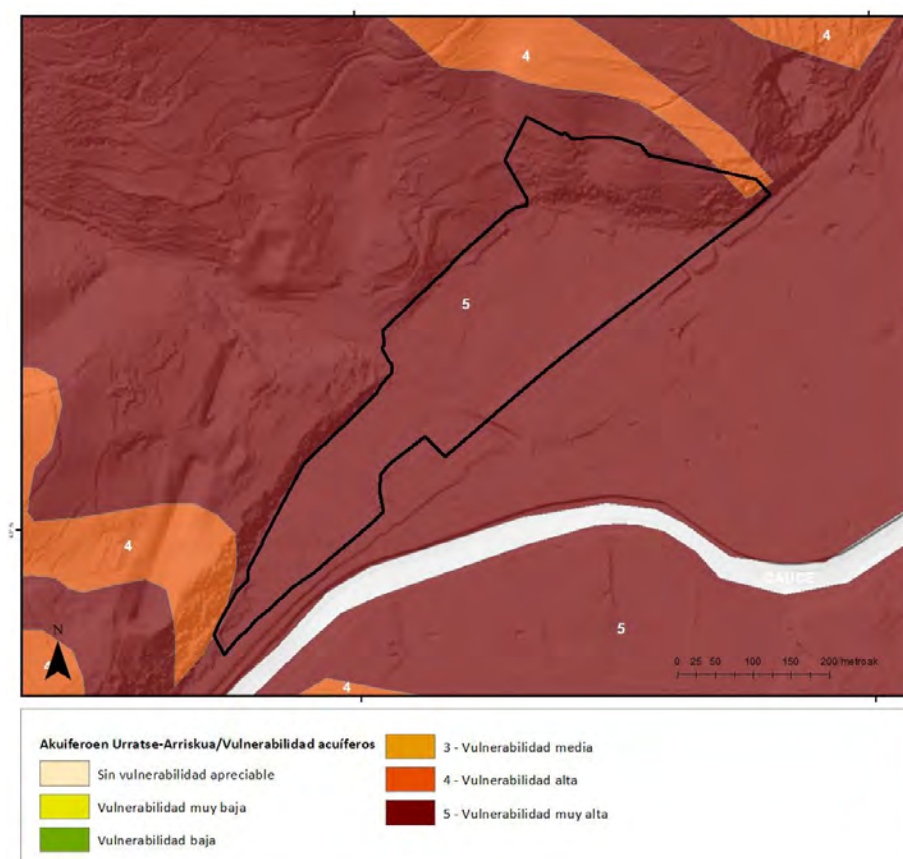 4
4
5
4
CAUCE
5
N
4
4
0 25 50 100 150 200 metroak
Akuiferoen Urratse-Arriskua/Vulnerabilidad acuíferos
Sin vulnerabilidad apreciable
Vulnerabilidad muy baja
Vulnerabilidad baja
3 - Vulnerabilidad media
4 - Vulnerabilidad alta
5 - Vulnerabilidad muy alta